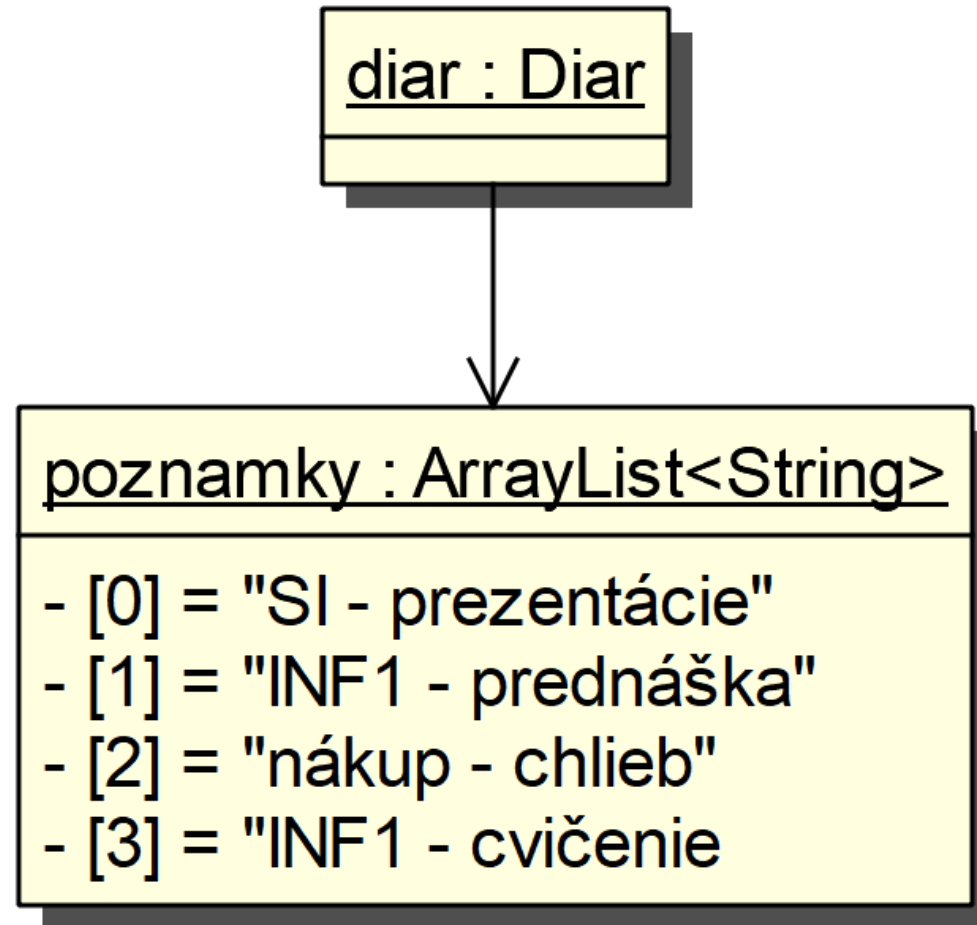 diar : Diar
poznamky : ArrayList<String>
- [0] = "SI - prezentácie"
- [1] = "INF1 - prednáška"
- [2] = "nákup - chlieb"
- [3] = "INF1 - cvičenie